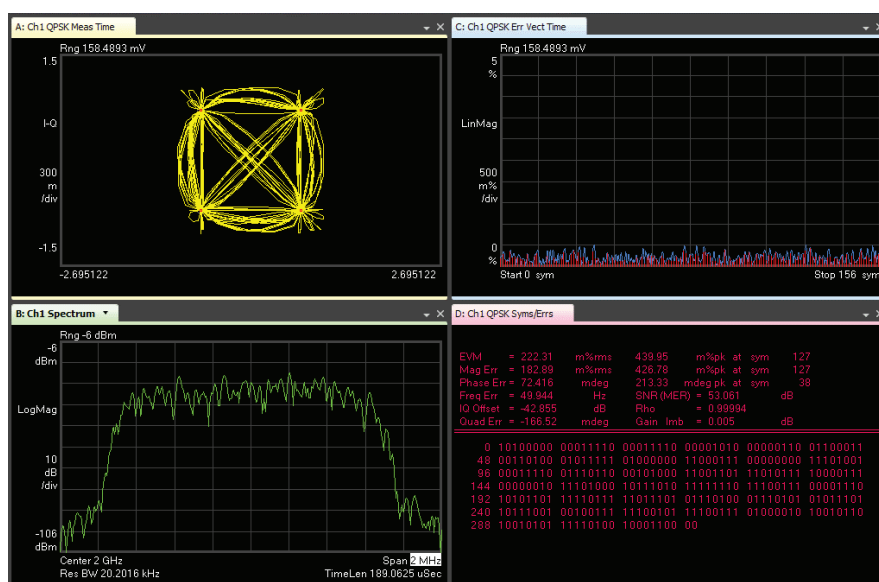 A: Ch1 QPSK Meas Time
Rng 158.4893 mV
1.5
I-Q
300
m
/div
-1.5
-2.695122 2.695122
C: Ch1 QPSK Err Vect Time
Rng 158.4893 mV
5
%
LinMag
500
m%
/div
0
%
Start 0 sym Stop 156 sym
B: Ch1 Spectrum
Rng -6 dBm
-6
dBm
LogMag
10
dB
/div
-106
dBm
Center 2 GHz Span 2 MHz
Res BW 20.2016 kHz TimeLen 189.0625 uSec
D: Ch1 QPSK Syms/Errs
EVM = 222.31 m%rms 439.95 m%pk at sym 127
Mag Err = 182.89 m%rms 426.78 m%pk at sym 127
Phase Err = 72.416 mdeg 213.33 mdeg pk at sym 38
Freq Err = 49.944 Hz SNR(MER) = 53.061 dB
IQ Offset = -42.855 dB Rho = 0.99994
Quad Err = -166.52 mdeg Gain Imb = 0.005 dB
0 10100000 00011110 00011110 00001010 00000110 01100011
48 00110100 01011111 01000000 11000111 00000000 11101001
96 00011110 01110110 00101000 11001101 11010111 10000111
144 00000010 11101000 10111010 11111110 11100111 00001110
192 10101101 11110111 11011101 01110100 01110101 01011101
240 10111001 00100111 11100101 11100111 01000010 10010110
288 10010101 11110100 10001100 00